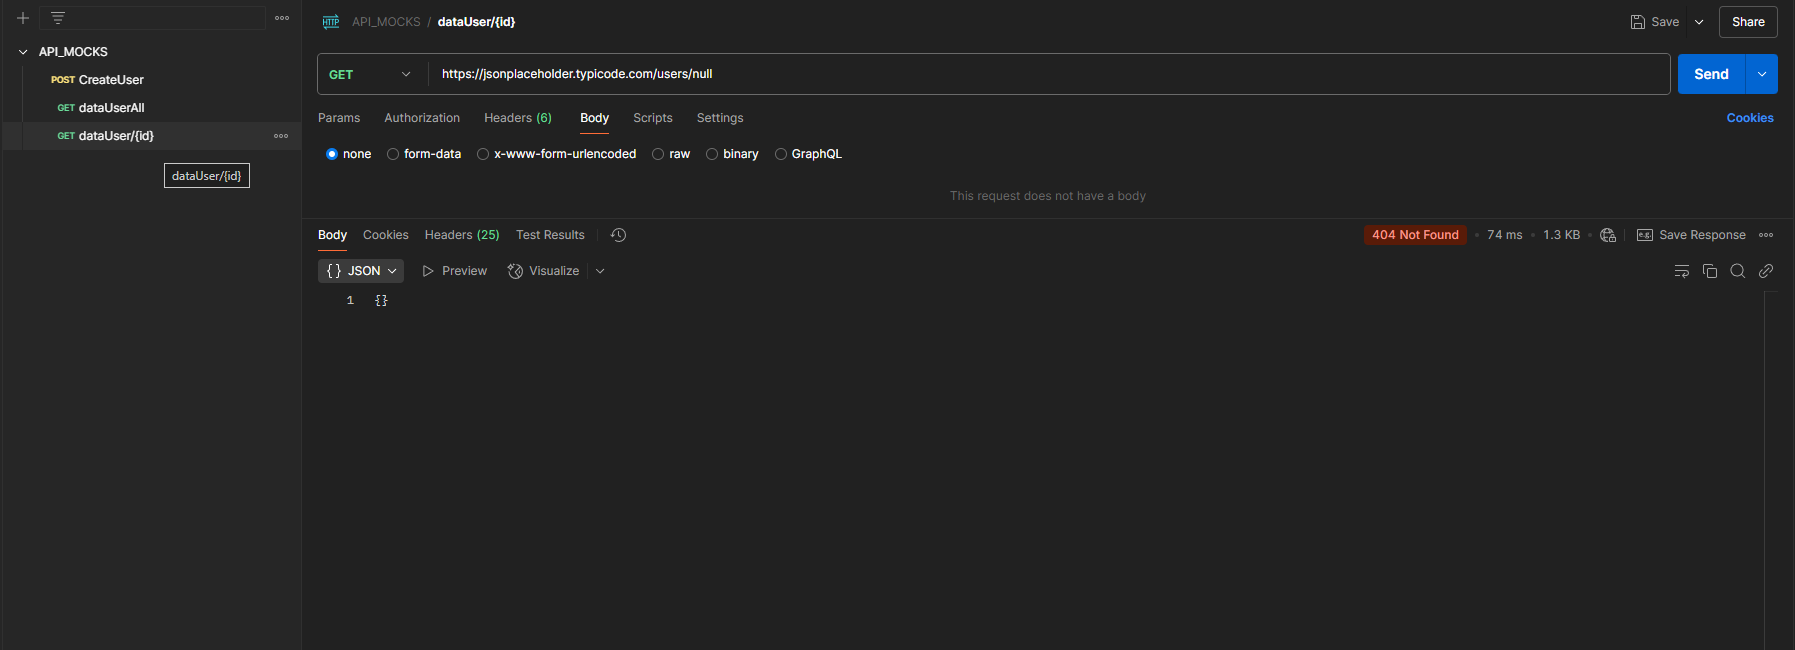 API_MOCKS
POST CreateUser
GET dataUserAll
GET dataUser/{id}
dataUser/{id}
HTTP API_MOCKS / dataUser/{id}
Save
Share
GET
https://jsonplaceholder.typicode.com/users/null
Send
Params Authorization Headers (6) Body Scripts Settings
Cookies
none form-data x-www-form-urlencoded raw binary GraphQL
This request does not have a body
Body Cookies Headers (25) Test Results
404 Not Found • 74 ms • 1.3 KB •
e.g. Save Response
{} JSON Preview Visualize
1 {}